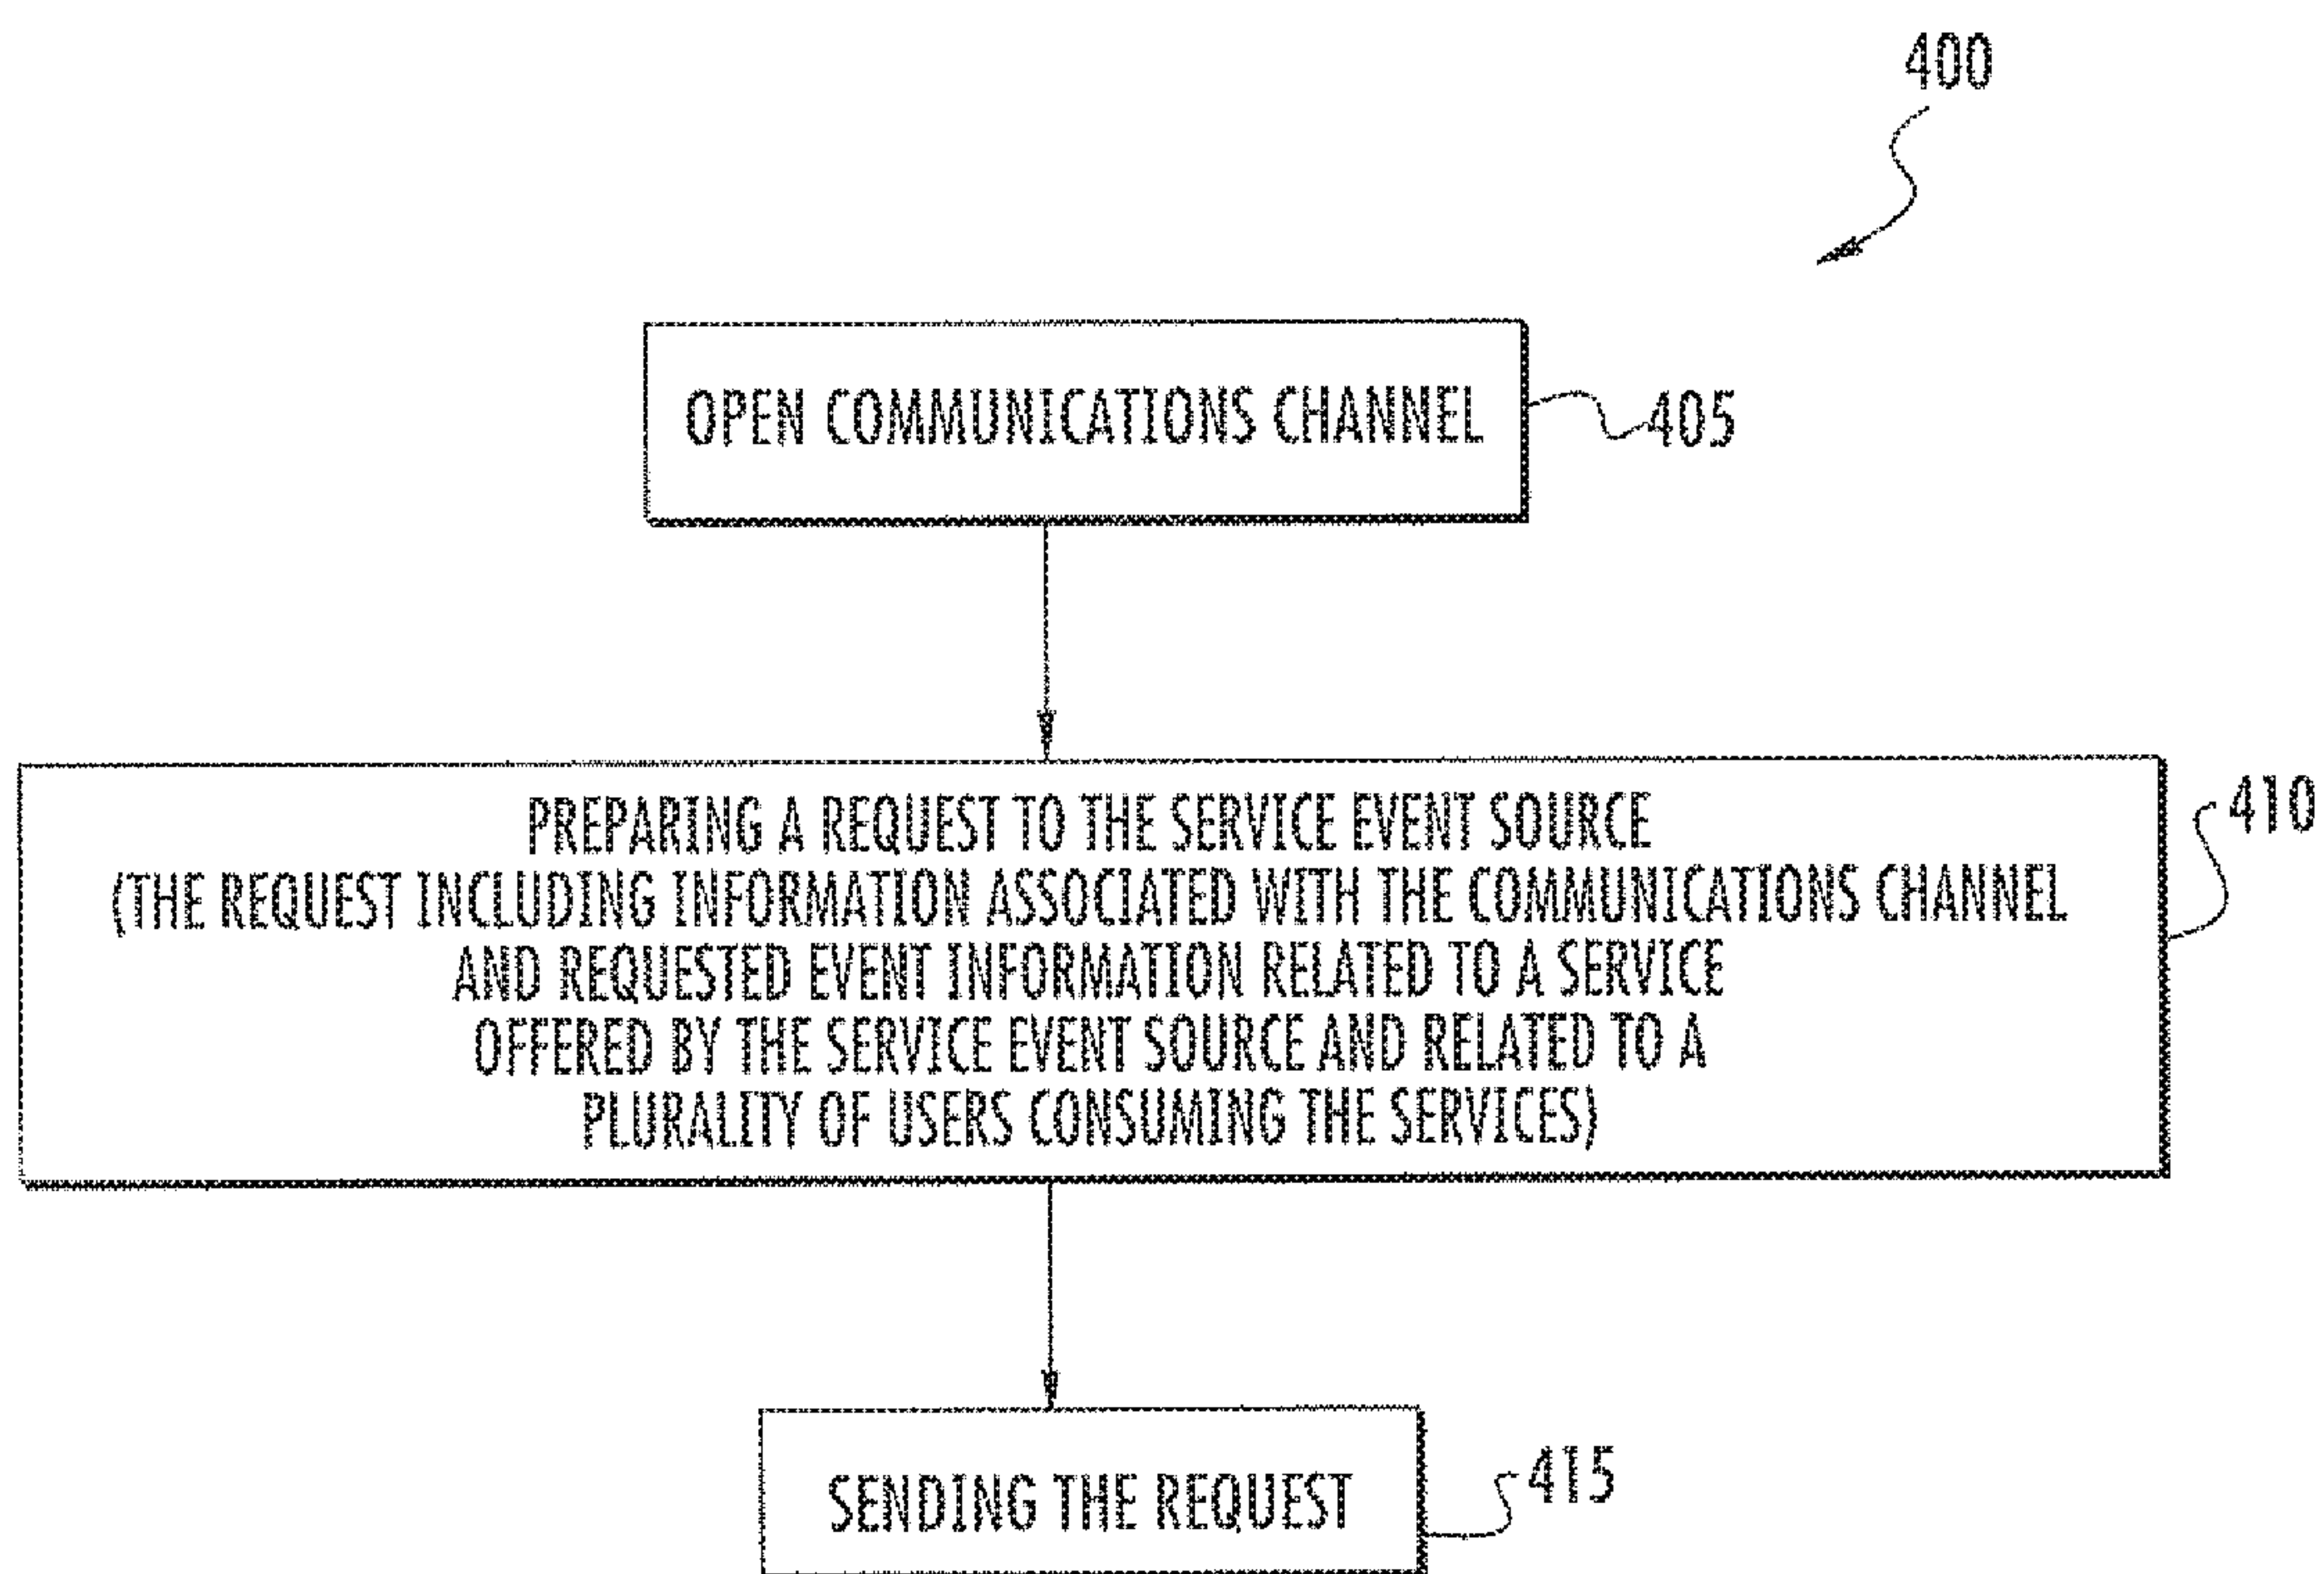 400
OPEN COMMUNICATIONS CHANNEL
405
PREPARING A REQUEST TO THE SERVICE EVENT SOURCE
410
(THE REQUEST INCLUDING INFORMATION ASSOCIATED WITH THE COMMUNICATIONS CHANNEL
AND REQUESTED EVENT INFORMATION RELATED TO A SERVICE
OFFERED BY THE SERVICE EVENT SOURCE AND RELATED TO A
PLURALITY OF USERS CONSUMING THE SERVICES)
SENDING THE REQUEST
415